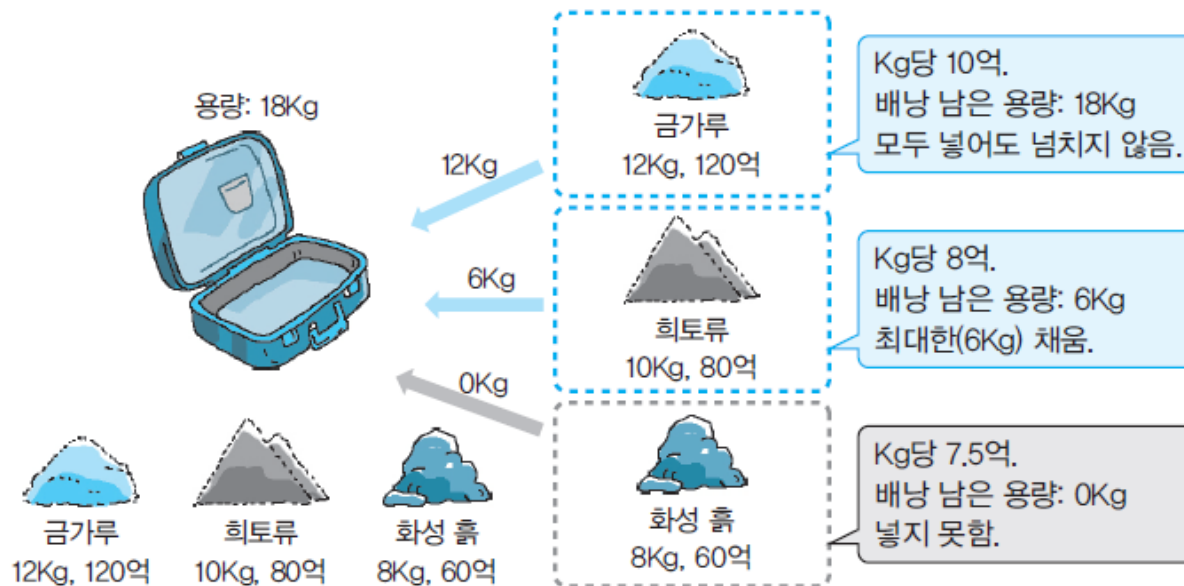 용량: 18Kg
12Kg
6Kg
0Kg
금가루
12Kg, 120억
희토류
10Kg, 80억
화성 흙
8Kg, 60억
금가루
12Kg, 120억
Kg당 10억.
배낭 남은 용량: 18Kg
모두 넣어도 넘치지 않음.
희토류
10Kg, 80억
Kg당 8억.
배낭 남은 용량: 6Kg
최대한(6Kg) 채움.
화성 흙
8Kg, 60억
Kg당 7.5억.
배낭 남은 용량: 0Kg
넣지 못함.